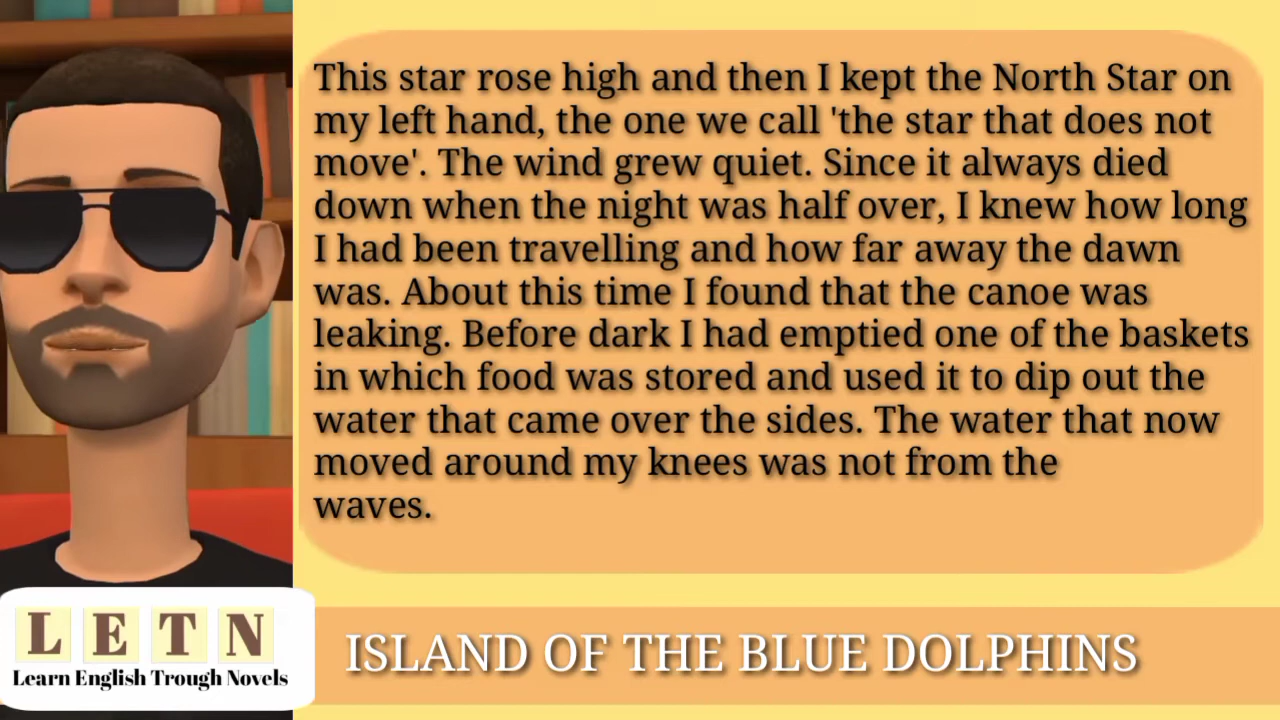 This star rose high and then I kept the North Star on
my left hand, the one we call 'the star that does not
move'. The wind grew quiet. Since it always died
down when the night was half over, I knew how long
I had been travelling and how far away the dawn
was. About this time I found that the canoe was
leaking. Before dark I had emptied one of the baskets
in which food was stored and used it to dip out the
water that came over the sides. The water that now
moved around my knees was not from the
waves.
LETN
Learn English Trough Novels
ISLAND OF THE BLUE DOLPHINS